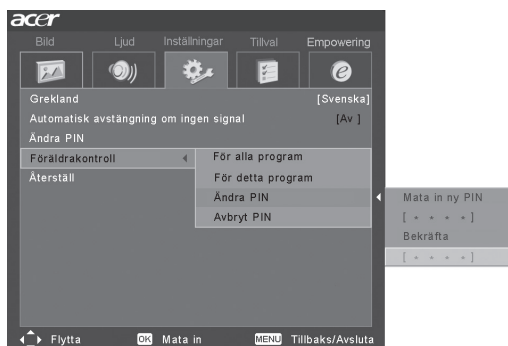 acer
Bild Ljud Inställningar Tillval Empowering
Grekland [Svenska]
Automatisk avstängning om ingen signal [Av ]
Ändra PIN
Föräldrakontroll
Återställ
För alla program
För detta program
Ändra PIN
Avbryt PIN
Mata in ny PIN
[ * * * * ]
Bekräfta
[ * * * * ]
Flytta OK Mata in MENU Tillbaks/Avsluta